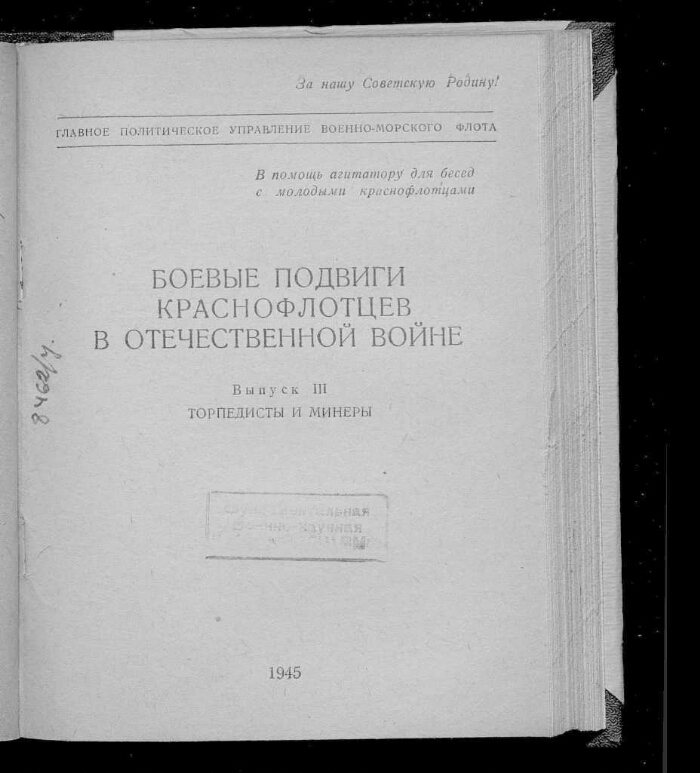 За нашу Советскую Родину!
ГЛАВНОЕ ПОЛИТИЧЕСКОЕ УПРАВЛЕНИЕ ВОЕННО-МОРСКОГО ФЛОТА
В помощь агитатору для бесед
с молодыми краснофлотцами
БОЕВЫЕ ПОДВИГИ
КРАСНОФЛОТЦЕВ
В ОТЕЧЕСТВЕННОЙ ВОЙНЕ
Выпуск III
ТОРПЕДИСТЫ И МИНЕРЫ
8462/у.
1945